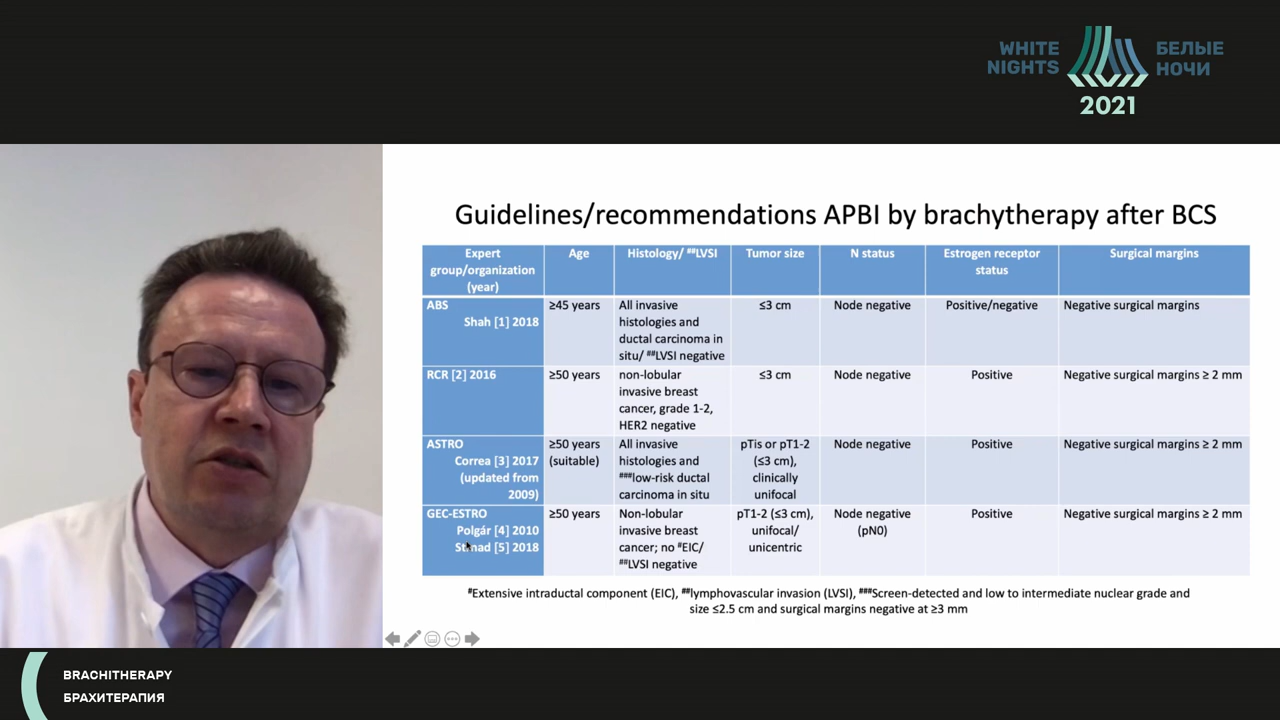 WHITE
NIGHTS
БЕЛЫЕ
НОЧИ
2021
Guidelines/recommendations APBI by brachytherapy after BCS
Expert
group/organization
(year)
Age
Histology/ ##LVSI
Tumor size
N status
Estrogen receptor
status
Surgical margins
ABS
Shah [1] 2018
≥45 years
All invasive
histologies and
ductal carcinoma in
situ/ ##LVSI negative
≤3 cm
Node negative
Positive/negative
Negative surgical margins
RCR [2] 2016
≥50 years
non-lobular
invasive breast
cancer, grade 1-2,
HER2 negative
≤3 cm
Node negative
Positive
Negative surgical margins ≥ 2 mm
ASTRO
Correa [3] 2017
(updated from
2009)
≥50 years
(suitable)
All invasive
histologies and
###low-risk ductal
carcinoma in situ
pTis or pT1-2
(≤3 cm),
clinically
unifocal
Node negative
Positive
Negative surgical margins ≥ 2 mm
GEC-ESTRO
Polgár [4] 2010
[5] 2018
≥50 years
Non-lobular
invasive breast
cancer; no #EIC/
##LVSI negative
pT1-2 (≤3 cm),
unifocal/
unicentric
Node negative
(pN0)
Positive
Negative surgical margins ≥ 2 mm
#Extensive intraductal component (EIC), ##lymphovascular invasion (LVSI), ###Screen-detected and low to intermediate nuclear grade and
size ≤2.5 cm and surgical margins negative at ≥3 mm
BRACHITHERAPY
БРАХИТЕРАПИЯ